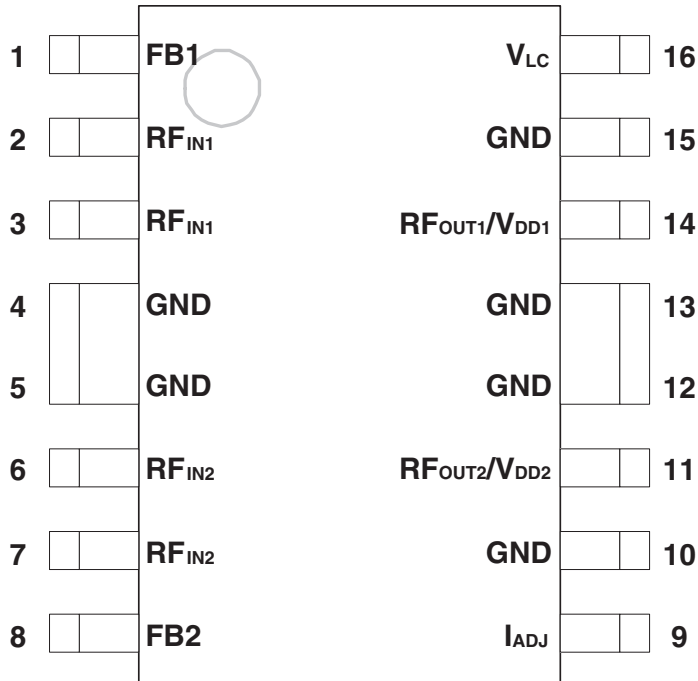 1 FB1 VLC 16
2 RFIN1 GND 15
3 RFIN1 RFOUT1/VDD1 14
4 GND GND 13
5 GND GND 12
6 RFIN2 RFOUT2/VDD2 11
7 RFIN2 GND 10
8 FB2 IADJ 9